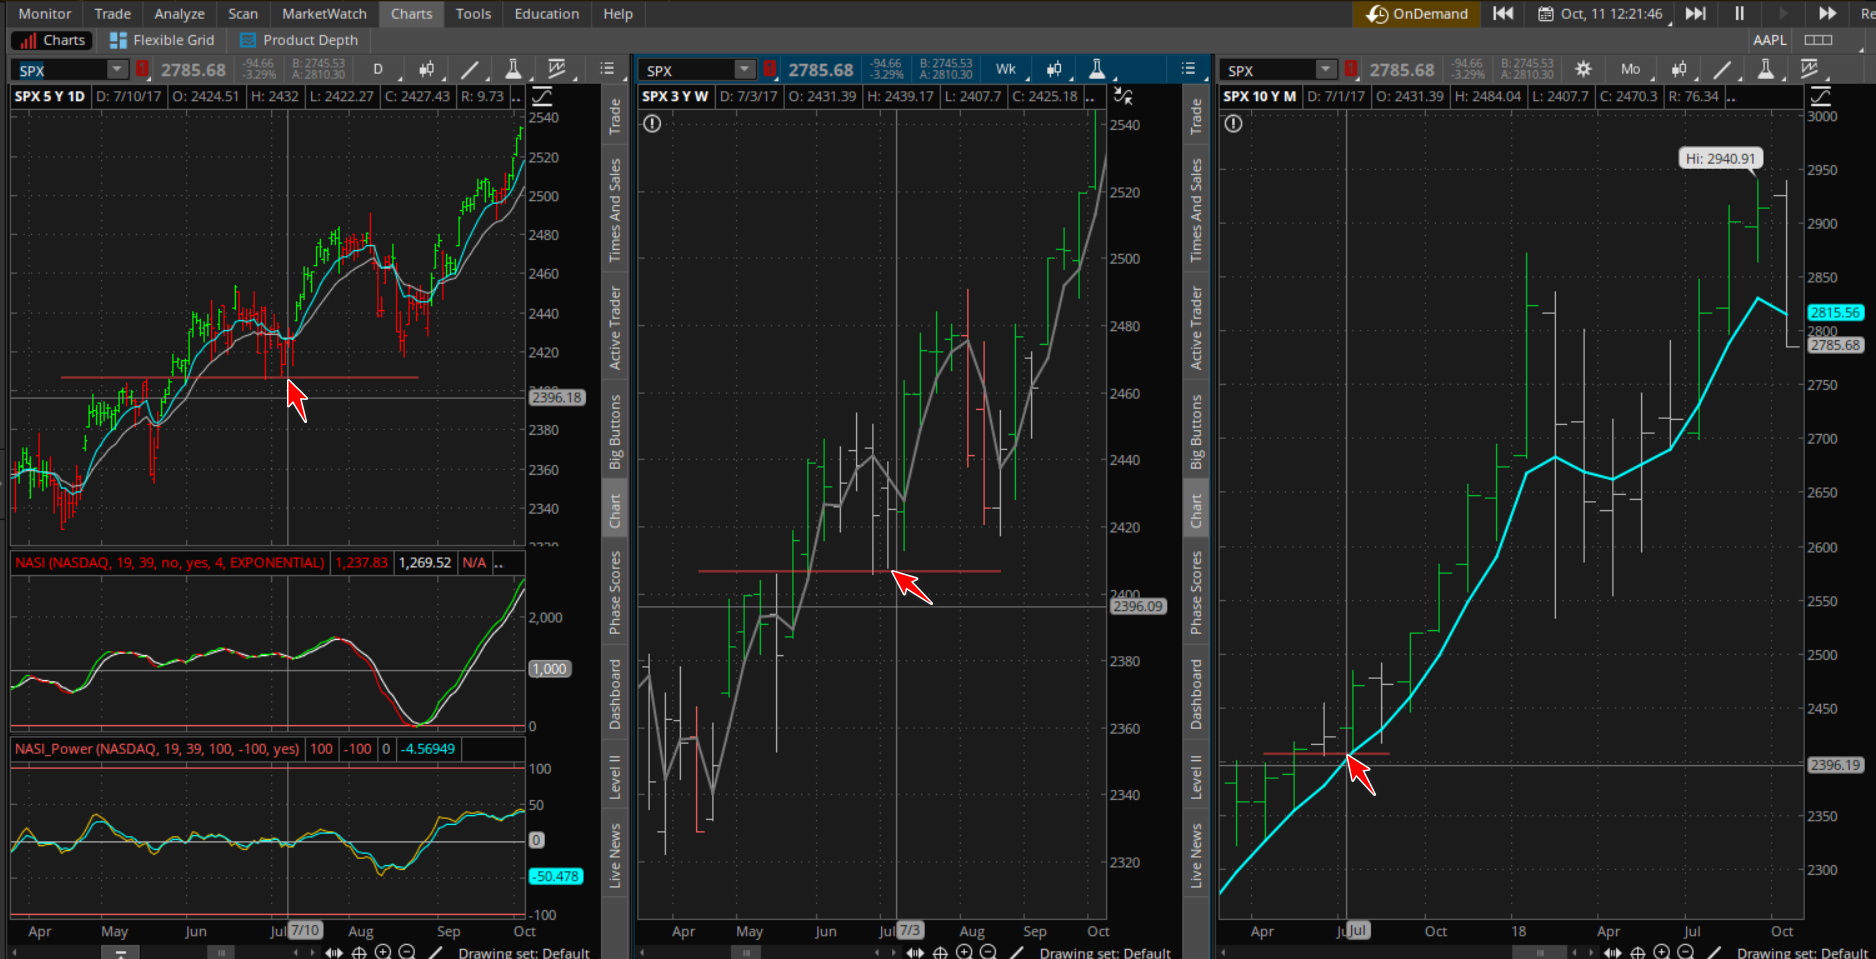 Monitor Trade Analyze Scan MarketWatch Charts Tools Education Help OnDemand Oct, 11 12:21:46 Re
Charts Flexible Grid Product Depth AAPL
SPX 1 2785.68 -94.66 -3.29% B: 2745.53 A: 2810.30 D
SPX 5 Y 1D D: 7/10/17 O: 2424.51 H: 2432 L: 2422.27 C: 2427.43 R: 9.73 ..
2540
2520
2500
2480
2460
2440
2420
2396.18
2380
2360
2340
2320
NASI (NASDAQ, 19, 39, no, yes, 4, EXPONENTIAL) 1,237.83 1,269.52 N/A ..
2,000
1,000
0
NASI_Power (NASDAQ, 19, 39, 100, -100, yes) 100 -100 0 -4.56949
100
50
0
-50.478
-100
Apr May Jun Jul 7/10 Aug Sep Oct
Drawing set: Default
Trade
Times And Sales
Active Trader
Big Buttons
Chart
Phase Scores
Dashboard
Level II
Live News
SPX 1 2785.68 -94.66 -3.29% B: 2745.53 A: 2810.30 Wk
SPX 3 Y W D: 7/3/17 O: 2431.39 H: 2439.17 L: 2407.7 C: 2425.18 ..
2540
2520
2500
2480
2460
2440
2420
2400
2396.09
2380
2360
2340
2320
Apr May Jun Jul 7/3 Aug Sep Oct
Drawing set: Default
Trade
Times And Sales
Active Trader
Big Buttons
Chart
Phase Scores
Dashboard
Level II
Live News
SPX 1 2785.68 -94.66 -3.29% B: 2745.53 A: 2810.30 Mo
SPX 10 Y M D: 7/1/17 O: 2431.39 H: 2484.04 L: 2407.7 C: 2470.3 R: 76.34 ..
Hi: 2940.91
3000
2950
2900
2850
2815.56
2800
2785.68
2750
2700
2650
2600
2550
2500
2450
2396.19
2350
2300
Apr Jul Oct 18 Apr Jul Oct
Drawing set: Default